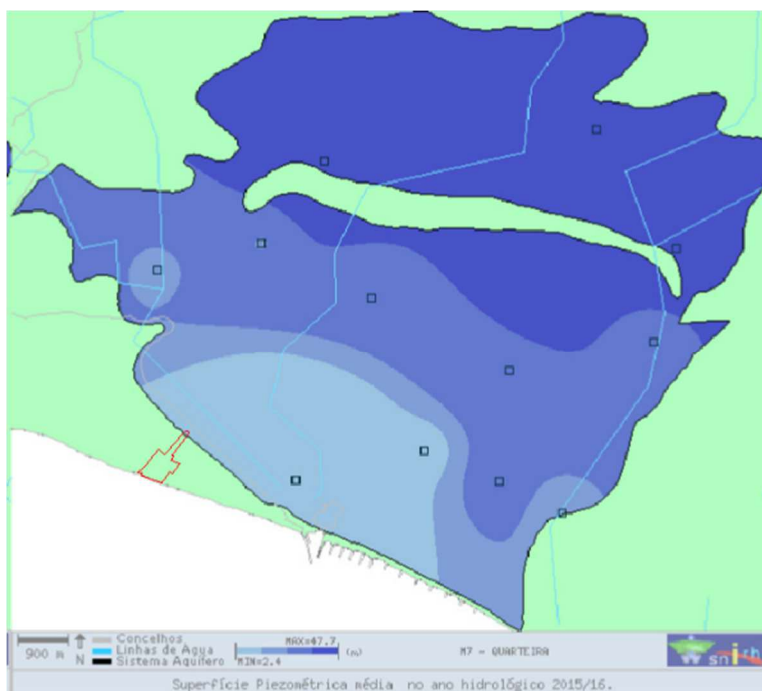 900 m
N
Concelhos
Linhas de Água
Sistema Aquífero
MAX=47.7
MIN=2.4
(m)
M7 - QUARTEIRA
snirh
Superfície Piezométrica média no ano hidrológico 2015/16.